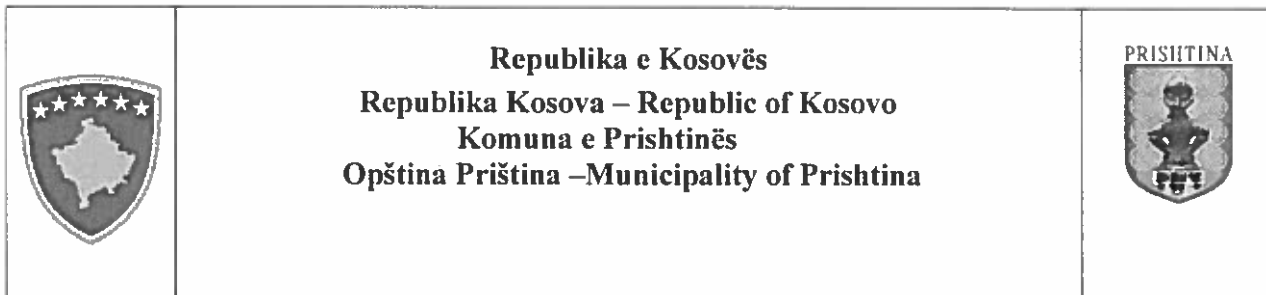 Republika e Kosovës
Republika Kosova – Republic of Kosovo
Komuna e Prishtinës
Opština Priština –Municipality of Prishtina
PRISHTINA